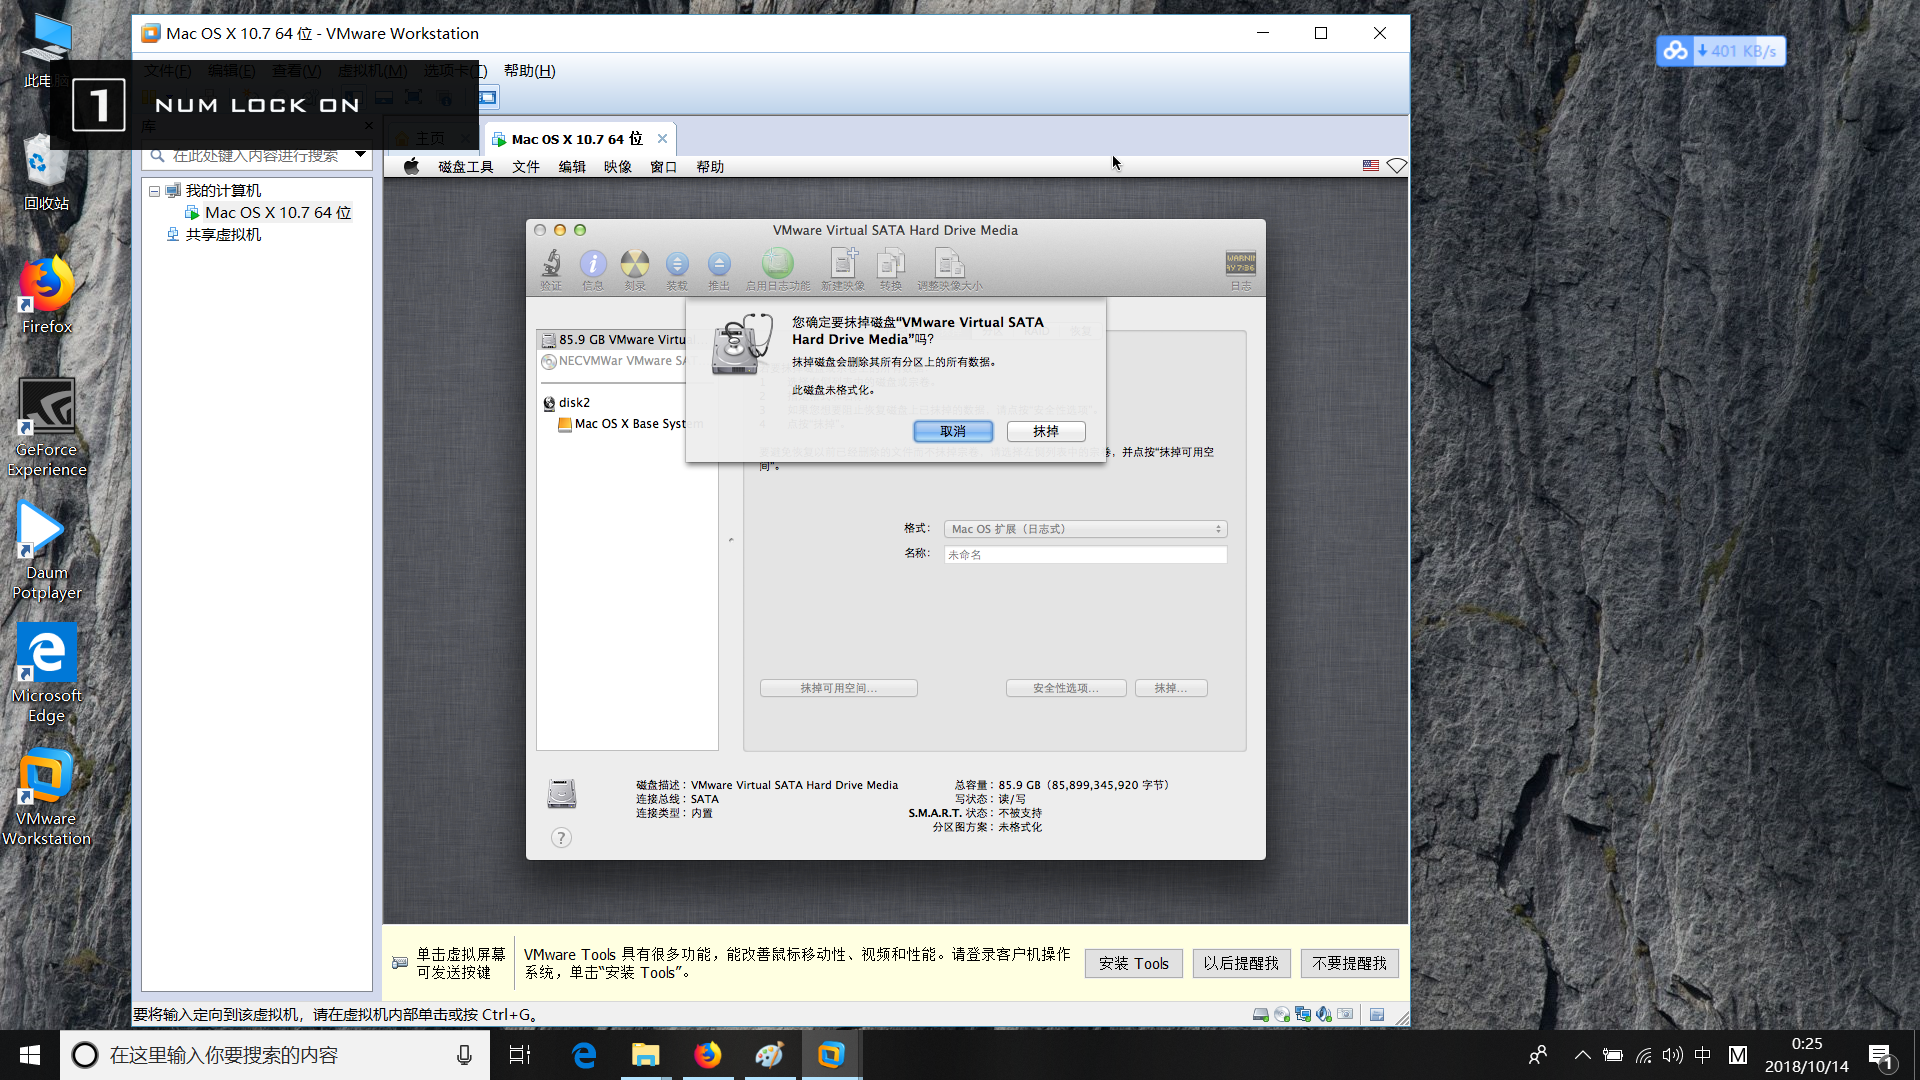 Mac OS X 10.7 64 位 - VMware Workstation
文件(F) 编辑(E) 查看(V) 虚拟机(M) 选项卡(T) 帮助(H)
1 NUM LOCK ON
401 KB/s
此电脑
回收站
Firefox
GeForce
Experience
Daum
Potplayer
Microsoft
Edge
VMware
Workstation
库
在此处键入内容进行搜索
我的计算机
Mac OS X 10.7 64 位
共享虚拟机
主页
Mac OS X 10.7 64 位
磁盘工具 文件 编辑 映像 窗口 帮助
VMware Virtual SATA Hard Drive Media
验证 信息 刻录 装载 推出 启用日志功能 新建映像 转换 调整映像大小 日志
WARNIN
AY 7:36
85.9 GB VMware Virtu
NECVMWar VMware SA
disk2
Mac OS X Base System
您确定要抹掉磁盘“VMware Virtual SATA
Hard Drive Media”吗?
抹掉磁盘会删除其所有分区上的所有数据。
此磁盘未格式化。
取消 抹掉
卷，并点按“抹掉可用空
间”。
格式： Mac OS 扩展（日志式）
名称： 未命名
抹掉可用空间... 安全性选项... 抹掉...
磁盘描述：VMware Virtual SATA Hard Drive Media
连接总线：SATA
连接类型：内置
总容量：85.9 GB（85,899,345,920 字节）
写状态：读/写
S.M.A.R.T. 状态：不被支持
分区图方案：未格式化
?
单击虚拟屏幕
可发送按键
VMware Tools 具有很多功能，能改善鼠标移动性、视频和性能。请登录客户机操作
系统，单击“安装 Tools”。
安装 Tools 以后提醒我 不要提醒我
要将输入定向到该虚拟机，请在虚拟机内部单击或按 Ctrl+G。
在这里输入你要搜索的内容
中 M
0:25
2018/10/14
1